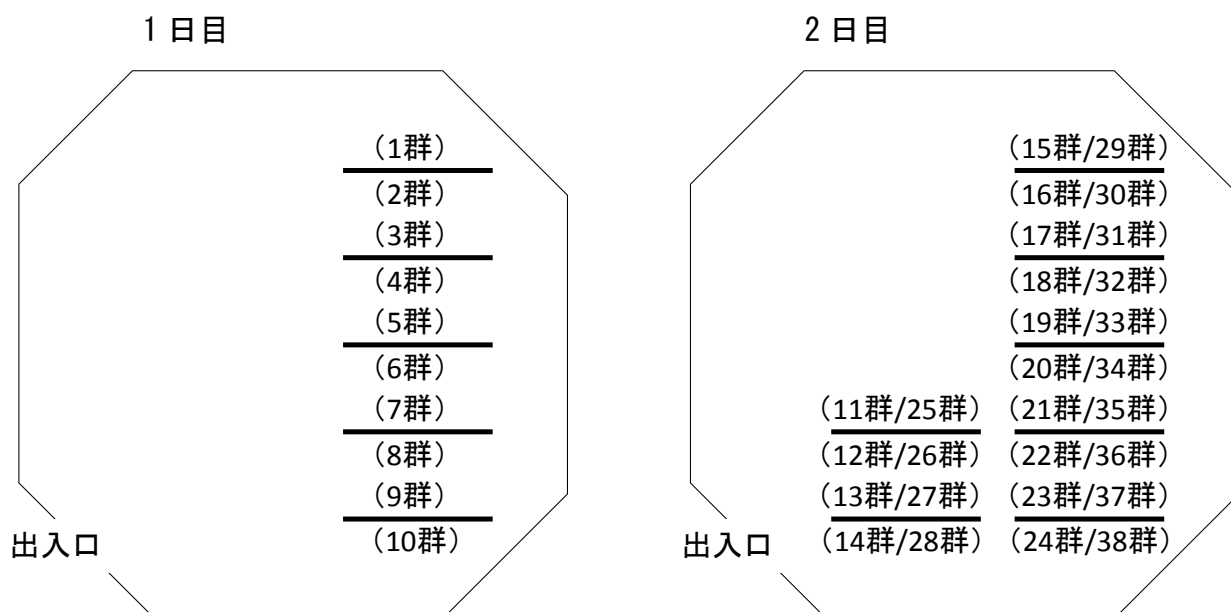 1日目
(1群)
(2群)
(3群)
(4群)
(5群)
(6群)
(7群)
(8群)
(9群)
(10群)
出入口
2日目
(15群/29群)
(16群/30群)
(17群/31群)
(18群/32群)
(19群/33群)
(20群/34群)
(11群/25群) (21群/35群)
(12群/26群) (22群/36群)
(13群/27群) (23群/37群)
(14群/28群) (24群/38群)
出入口